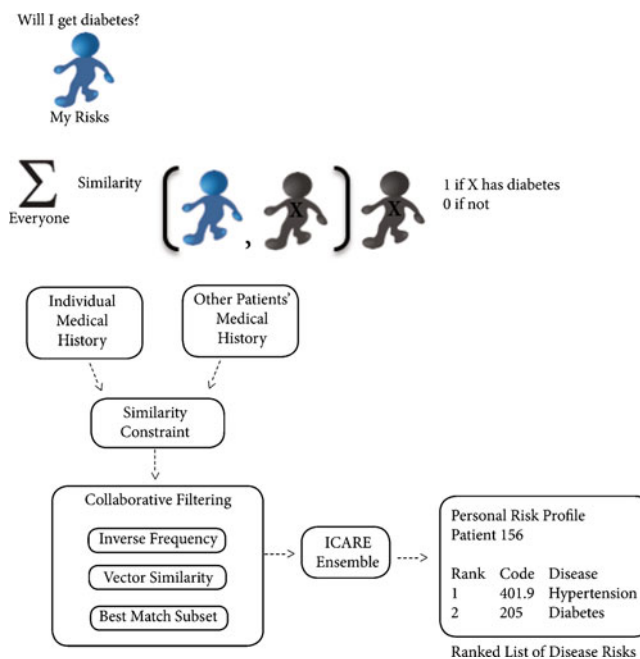 Will I get diabetes?
My Risks
Σ
Everyone
Similarity
( , X ) X
1 if X has diabetes
0 if not
Individual
Medical
History
Other Patients'
Medical
History
Similarity
Constraint
Collaborative Filtering
Inverse Frequency
Vector Similarity
Best Match Subset
ICARE
Ensemble
Personal Risk Profile
Patient 156
Rank Code Disease
1 401.9 Hypertension
2 205 Diabetes
Ranked List of Disease Risks